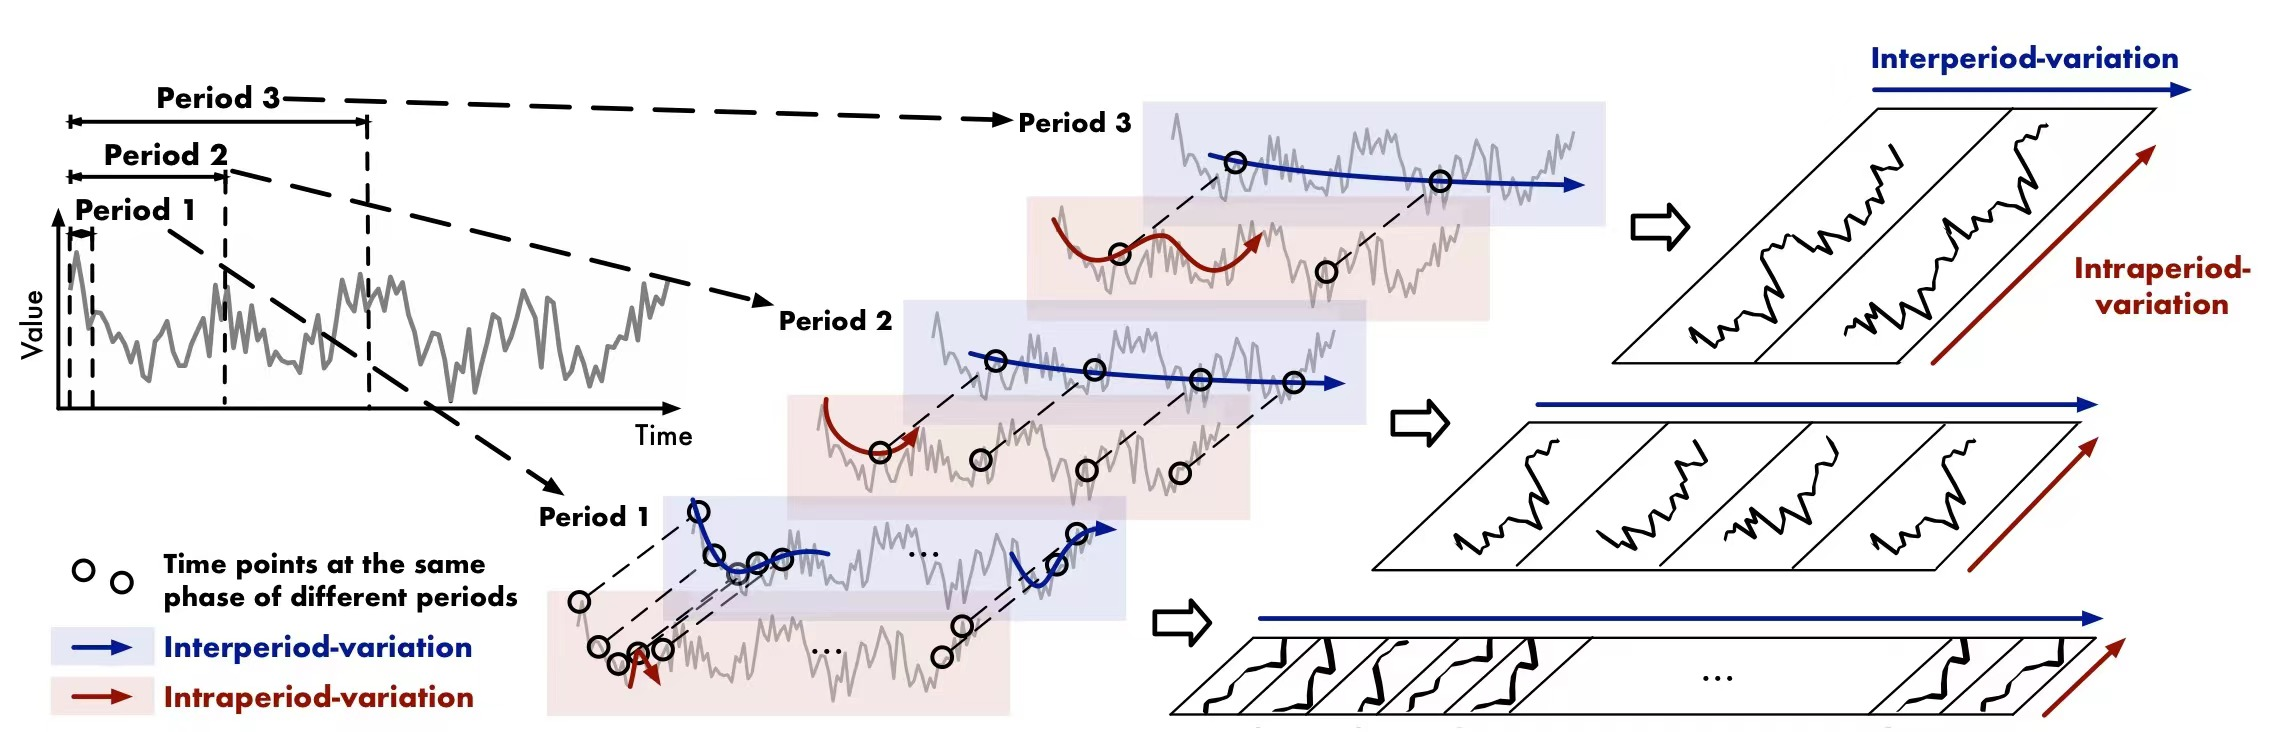 Interperiod-variation
Period 3
Period 3
Period 2
Period 1
Value
Time
Intraperiod-
variation
Period 2
Period 1
...
...
...
Time points at the same
phase of different periods
Interperiod-variation
Intraperiod-variation